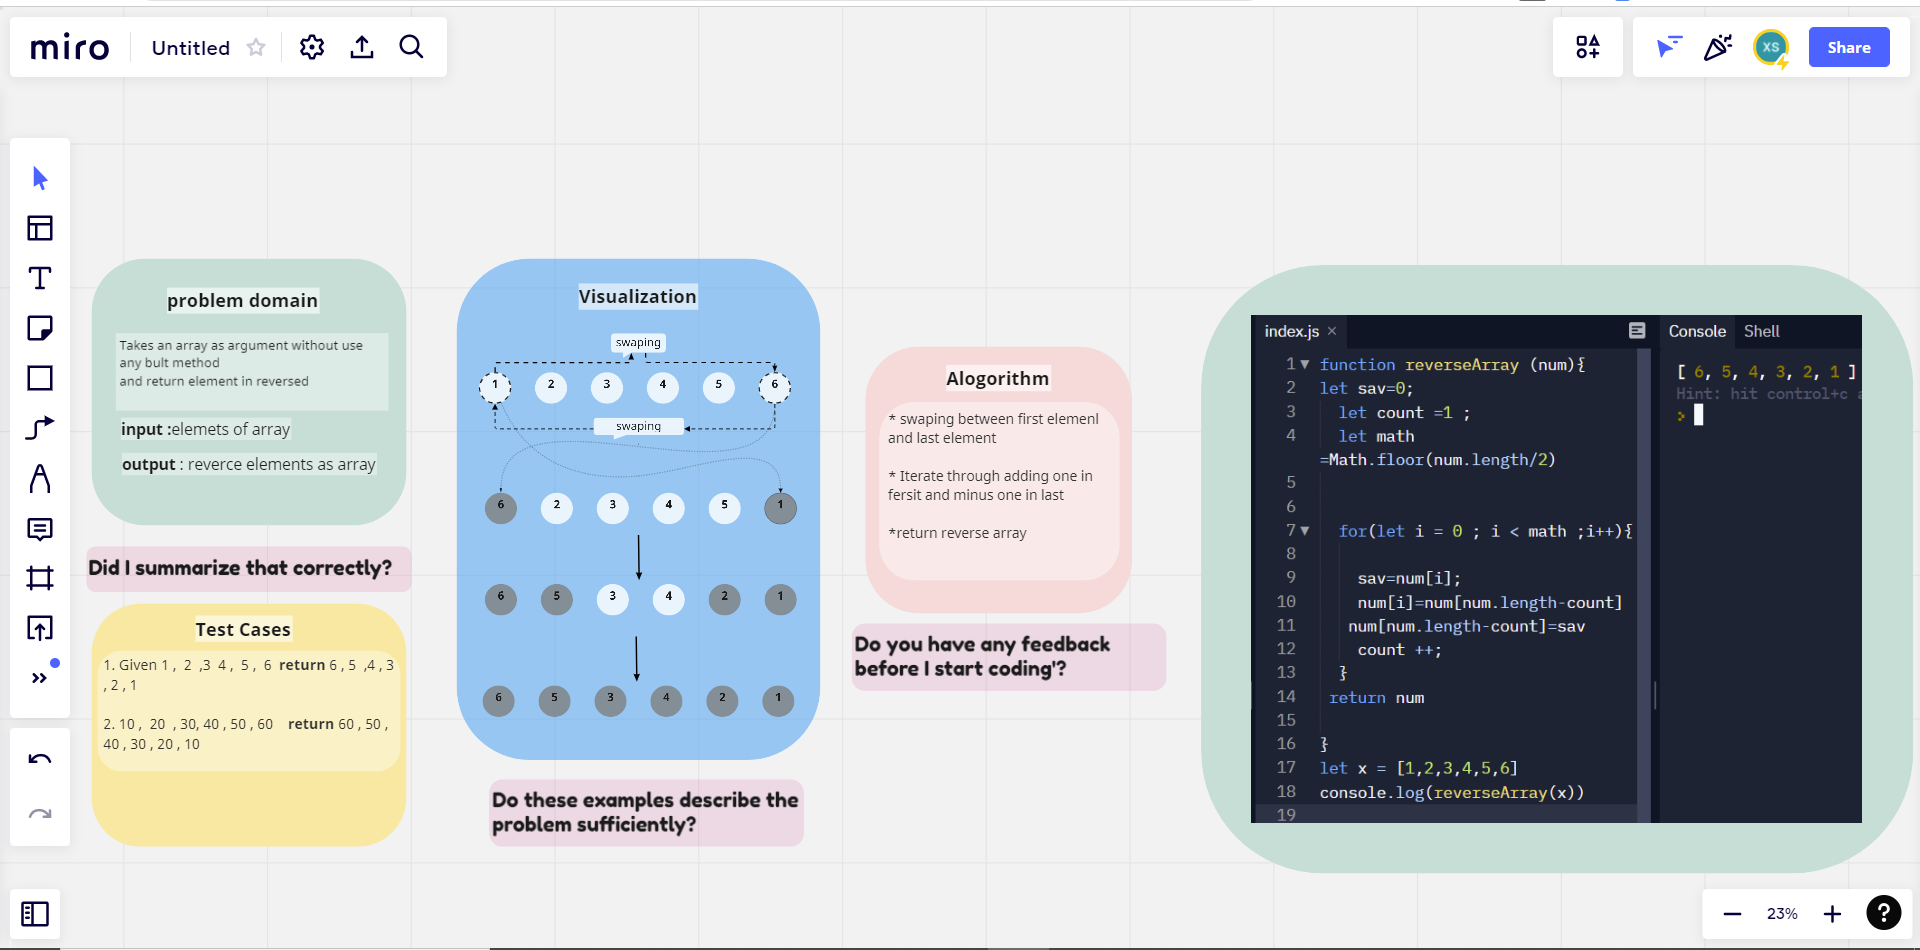 miro
Untitled
XS
Share
problem domain
Takes an array as argument without use
any bult method
and return element in reversed
input :elemets of array
output : reverce elements as array
Did I summarize that correctly?
Test Cases
1. Given 1 , 2 ,3 4 , 5 , 6 return 6 , 5 ,4 , 3
, 2 , 1
2. 10 , 20 , 30, 40 , 50 , 60 return 60 , 50 ,
40 , 30 , 20 , 10
Visualization
swaping
1 2 3 4 5 6
swaping
6 2 3 4 5 1
6 5 3 4 2 1
6 5 3 4 2 1
Do these examples describe the
problem sufficiently?
Alogorithm
* swaping between first elemenl
and last element
* Iterate through adding one in
fersit and minus one in last
*return reverse array
Do you have any feedback
before I start coding'?
index.js ×
1 function reverseArray (num){
2 let sav=0;
3 let count =1 ;
4 let math
=Math.floor(num.length/2)
5
6
7 for(let i = 0 ; i < math ;i++){
8
9 sav=num[i];
10 num[i]=num[num.length-count]
11 num[num.length-count]=sav
12 count ++;
13 }
14 return num
15
16 }
17 let x = [1,2,3,4,5,6]
18 console.log(reverseArray(x))
19
Console Shell
[ 6, 5, 4, 3, 2, 1 ]
Hint: hit control+c
>
23%
?